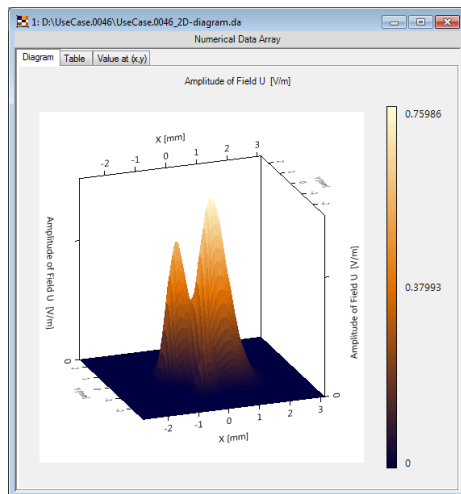 1: D:\UseCase.0046\UseCase.0046_2D-diagram.da
Numerical Data Array
Diagram Table Value at (x,y)
Amplitude of Field U [V/m]
0.75986
X [mm]
-2 -1 0 1 2 3
Amplitude of Field U [V/m]
Amplitude of Field U [V/m]
0.37993
0
0
-2 -1 0 1 2 3
X [mm]
0